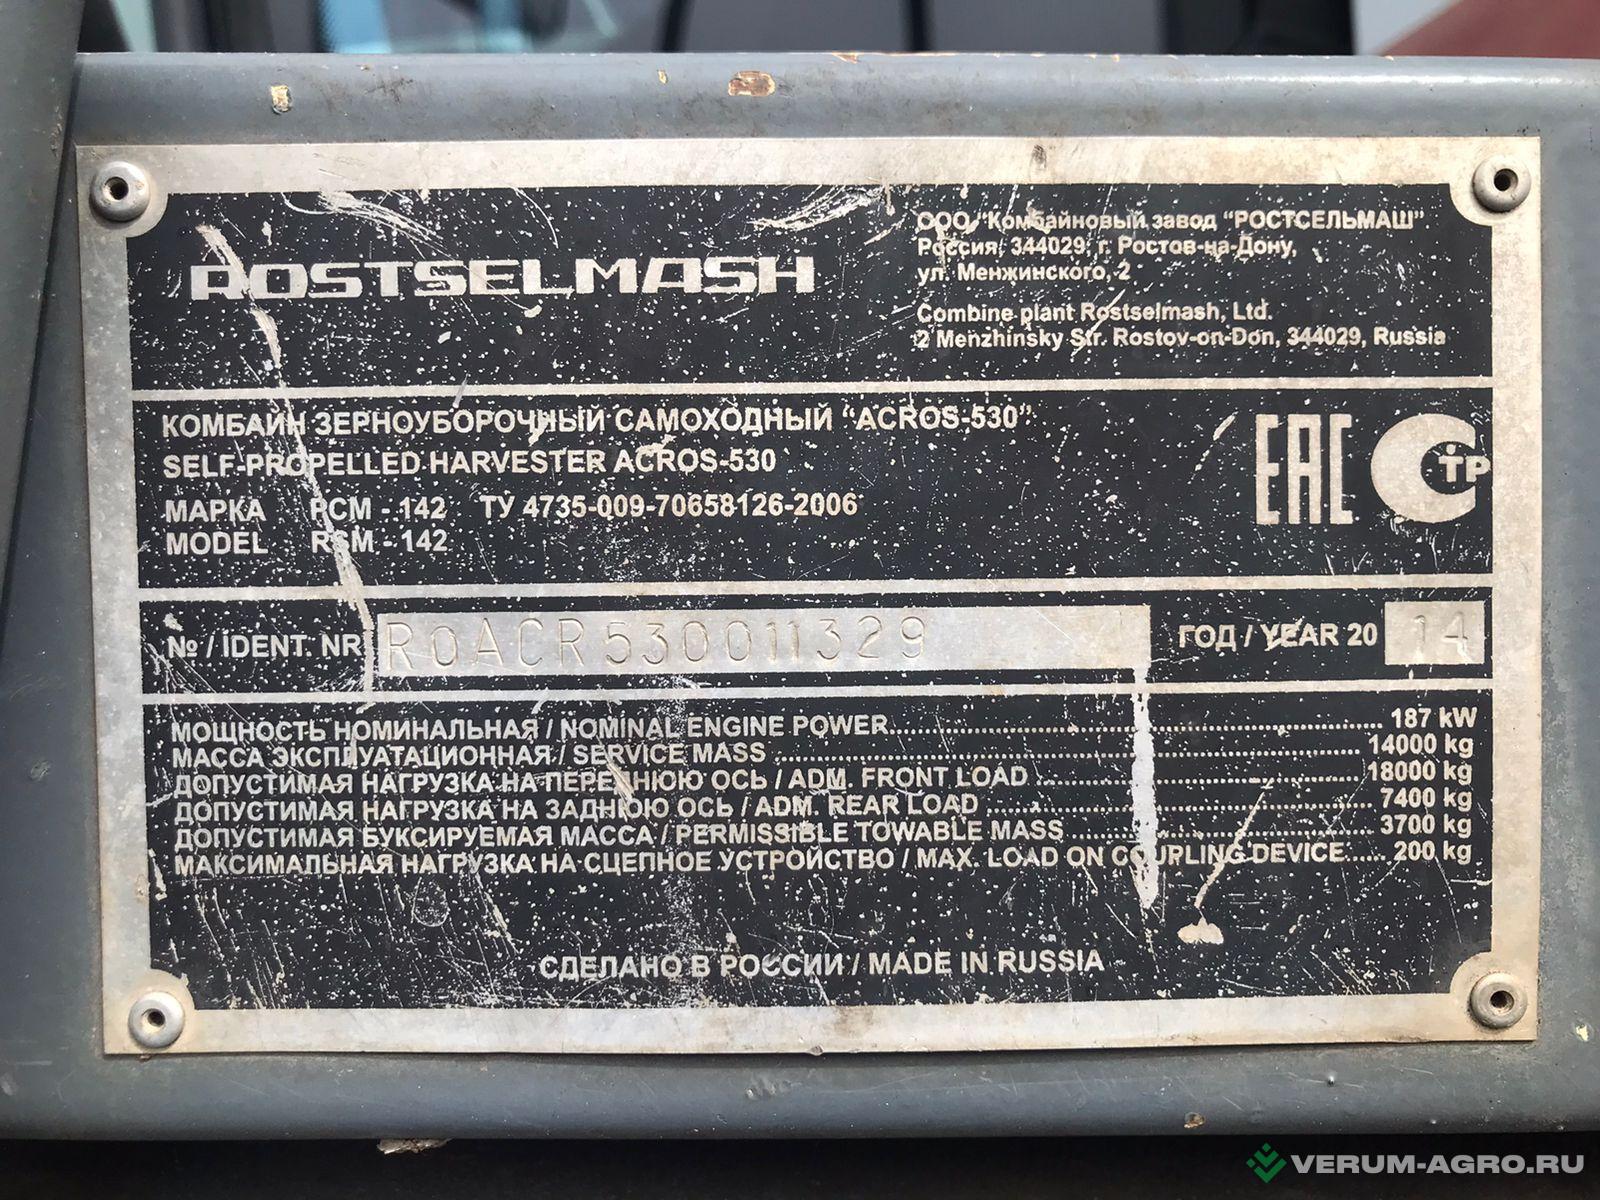 ROSTSELMASH
ООО "Комбайновый завод "РОСТСЕЛЬМАШ"
Россия, 344029, г. Ростов-на-Дону,
ул. Менжинского, 2
Combine plant Rostselmash, Ltd.
2 Menzhinsky Str. Rostov-on-Don, 344029, Russia
КОМБАЙН ЗЕРНОУБОРОЧНЫЙ САМОХОДНЫЙ "ACROS-530"
SELF-PROPELLED HARVESTER ACROS-530
МАРКА РСМ - 142 ТУ 4735-009-70658126-2006
MODEL RSM - 142
EAC
С ТР
№ / IDENT. NR R0ACR530011329 ГОД / YEAR 20 14
МОЩНОСТЬ НОМИНАЛЬНАЯ / NOMINAL ENGINE POWER 187 kW
МАССА ЭКСПЛУАТАЦИОННАЯ / SERVICE MASS 14000 kg
ДОПУСТИМАЯ НАГРУЗКА НА ПЕРЕДНЮЮ ОСЬ / ADM. FRONT LOAD 18000 kg
ДОПУСТИМАЯ НАГРУЗКА НА ЗАДНЮЮ ОСЬ / ADM. REAR LOAD 7400 kg
ДОПУСТИМАЯ БУКСИРУЕМАЯ МАССА / PERMISSIBLE TOWABLE MASS 3700 kg
МАКСИМАЛЬНАЯ НАГРУЗКА НА СЦЕПНОЕ УСТРОЙСТВО / MAX. LOAD ON COUPLING DEVICE 200 kg
СДЕЛАНО В РОССИИ / MADE IN RUSSIA
VERUM-AGRO.RU